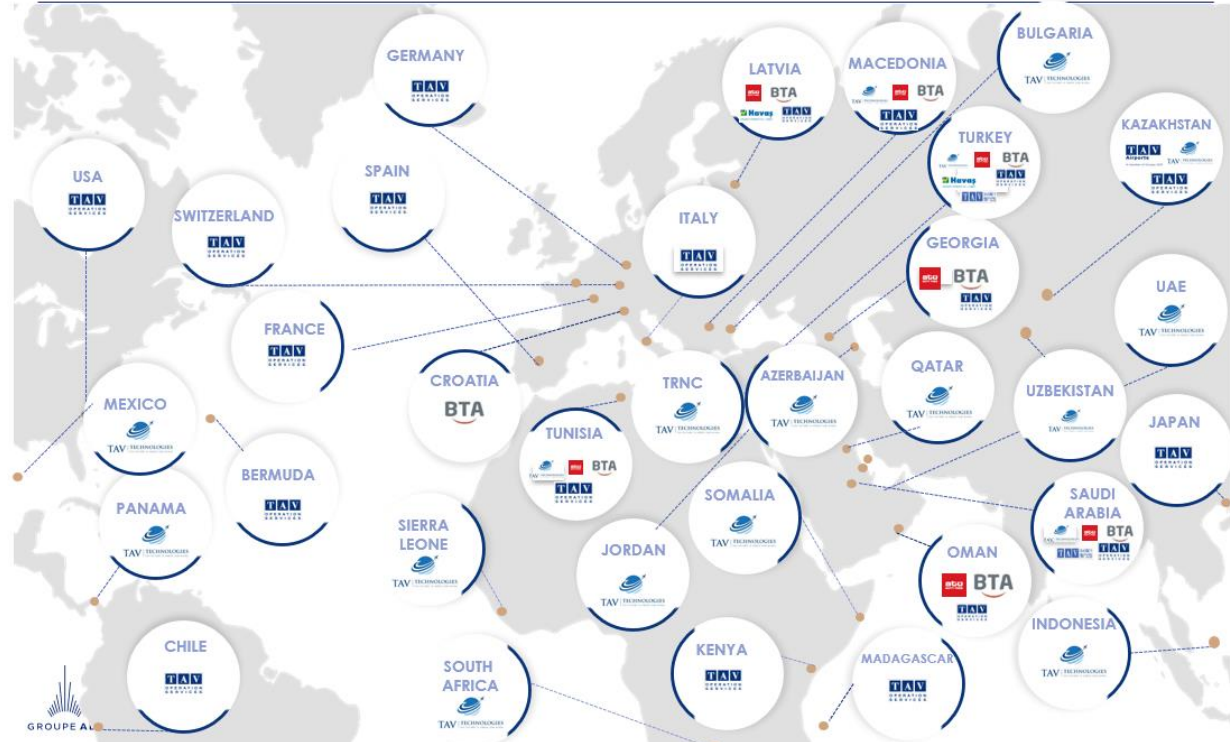 GERMANY
TAV
OPERATION
SERVICES
LATVIA
BTA
Havaş
TAV
OPERATION
SERVICES
MACEDONIA
BTA
TAV
OPERATION
SERVICES
BULGARIA
TAV TECHNOLOGIES
USA
TAV
OPERATION
SERVICES
SWITZERLAND
TAV
OPERATION
SERVICES
SPAIN
TAV
OPERATION
SERVICES
ITALY
TAV
OPERATION
SERVICES
TURKEY
BTA
Havaş
TAV
KAZAKHSTAN
TAV
Airports
TAV TECHNOLOGIES
TAV
OPERATION
SERVICES
GEORGIA
BTA
TAV
OPERATION
SERVICES
UAE
TAV TECHNOLOGIES
FRANCE
TAV
OPERATION
SERVICES
CROATIA
BTA
TRNC
TAV TECHNOLOGIES
AZERBAIJAN
TAV TECHNOLOGIES
QATAR
TAV TECHNOLOGIES
UZBEKISTAN
TAV TECHNOLOGIES
JAPAN
TAV
OPERATION
SERVICES
MEXICO
TAV TECHNOLOGIES
BERMUDA
TAV
OPERATION
SERVICES
TUNISIA
BTA
TAV
OPERATION
SERVICES
PANAMA
TAV TECHNOLOGIES
SIERRA
LEONE
TAV TECHNOLOGIES
JORDAN
TAV TECHNOLOGIES
SOMALIA
TAV TECHNOLOGIES
SAUDI
ARABIA
BTA
TAV
OMAN
BTA
TAV
OPERATION
SERVICES
INDONESIA
TAV TECHNOLOGIES
CHILE
TAV
OPERATION
SERVICES
SOUTH
AFRICA
TAV TECHNOLOGIES
KENYA
TAV
OPERATION
SERVICES
MADAGASCAR
TAV
OPERATION
SERVICES
GROUPE